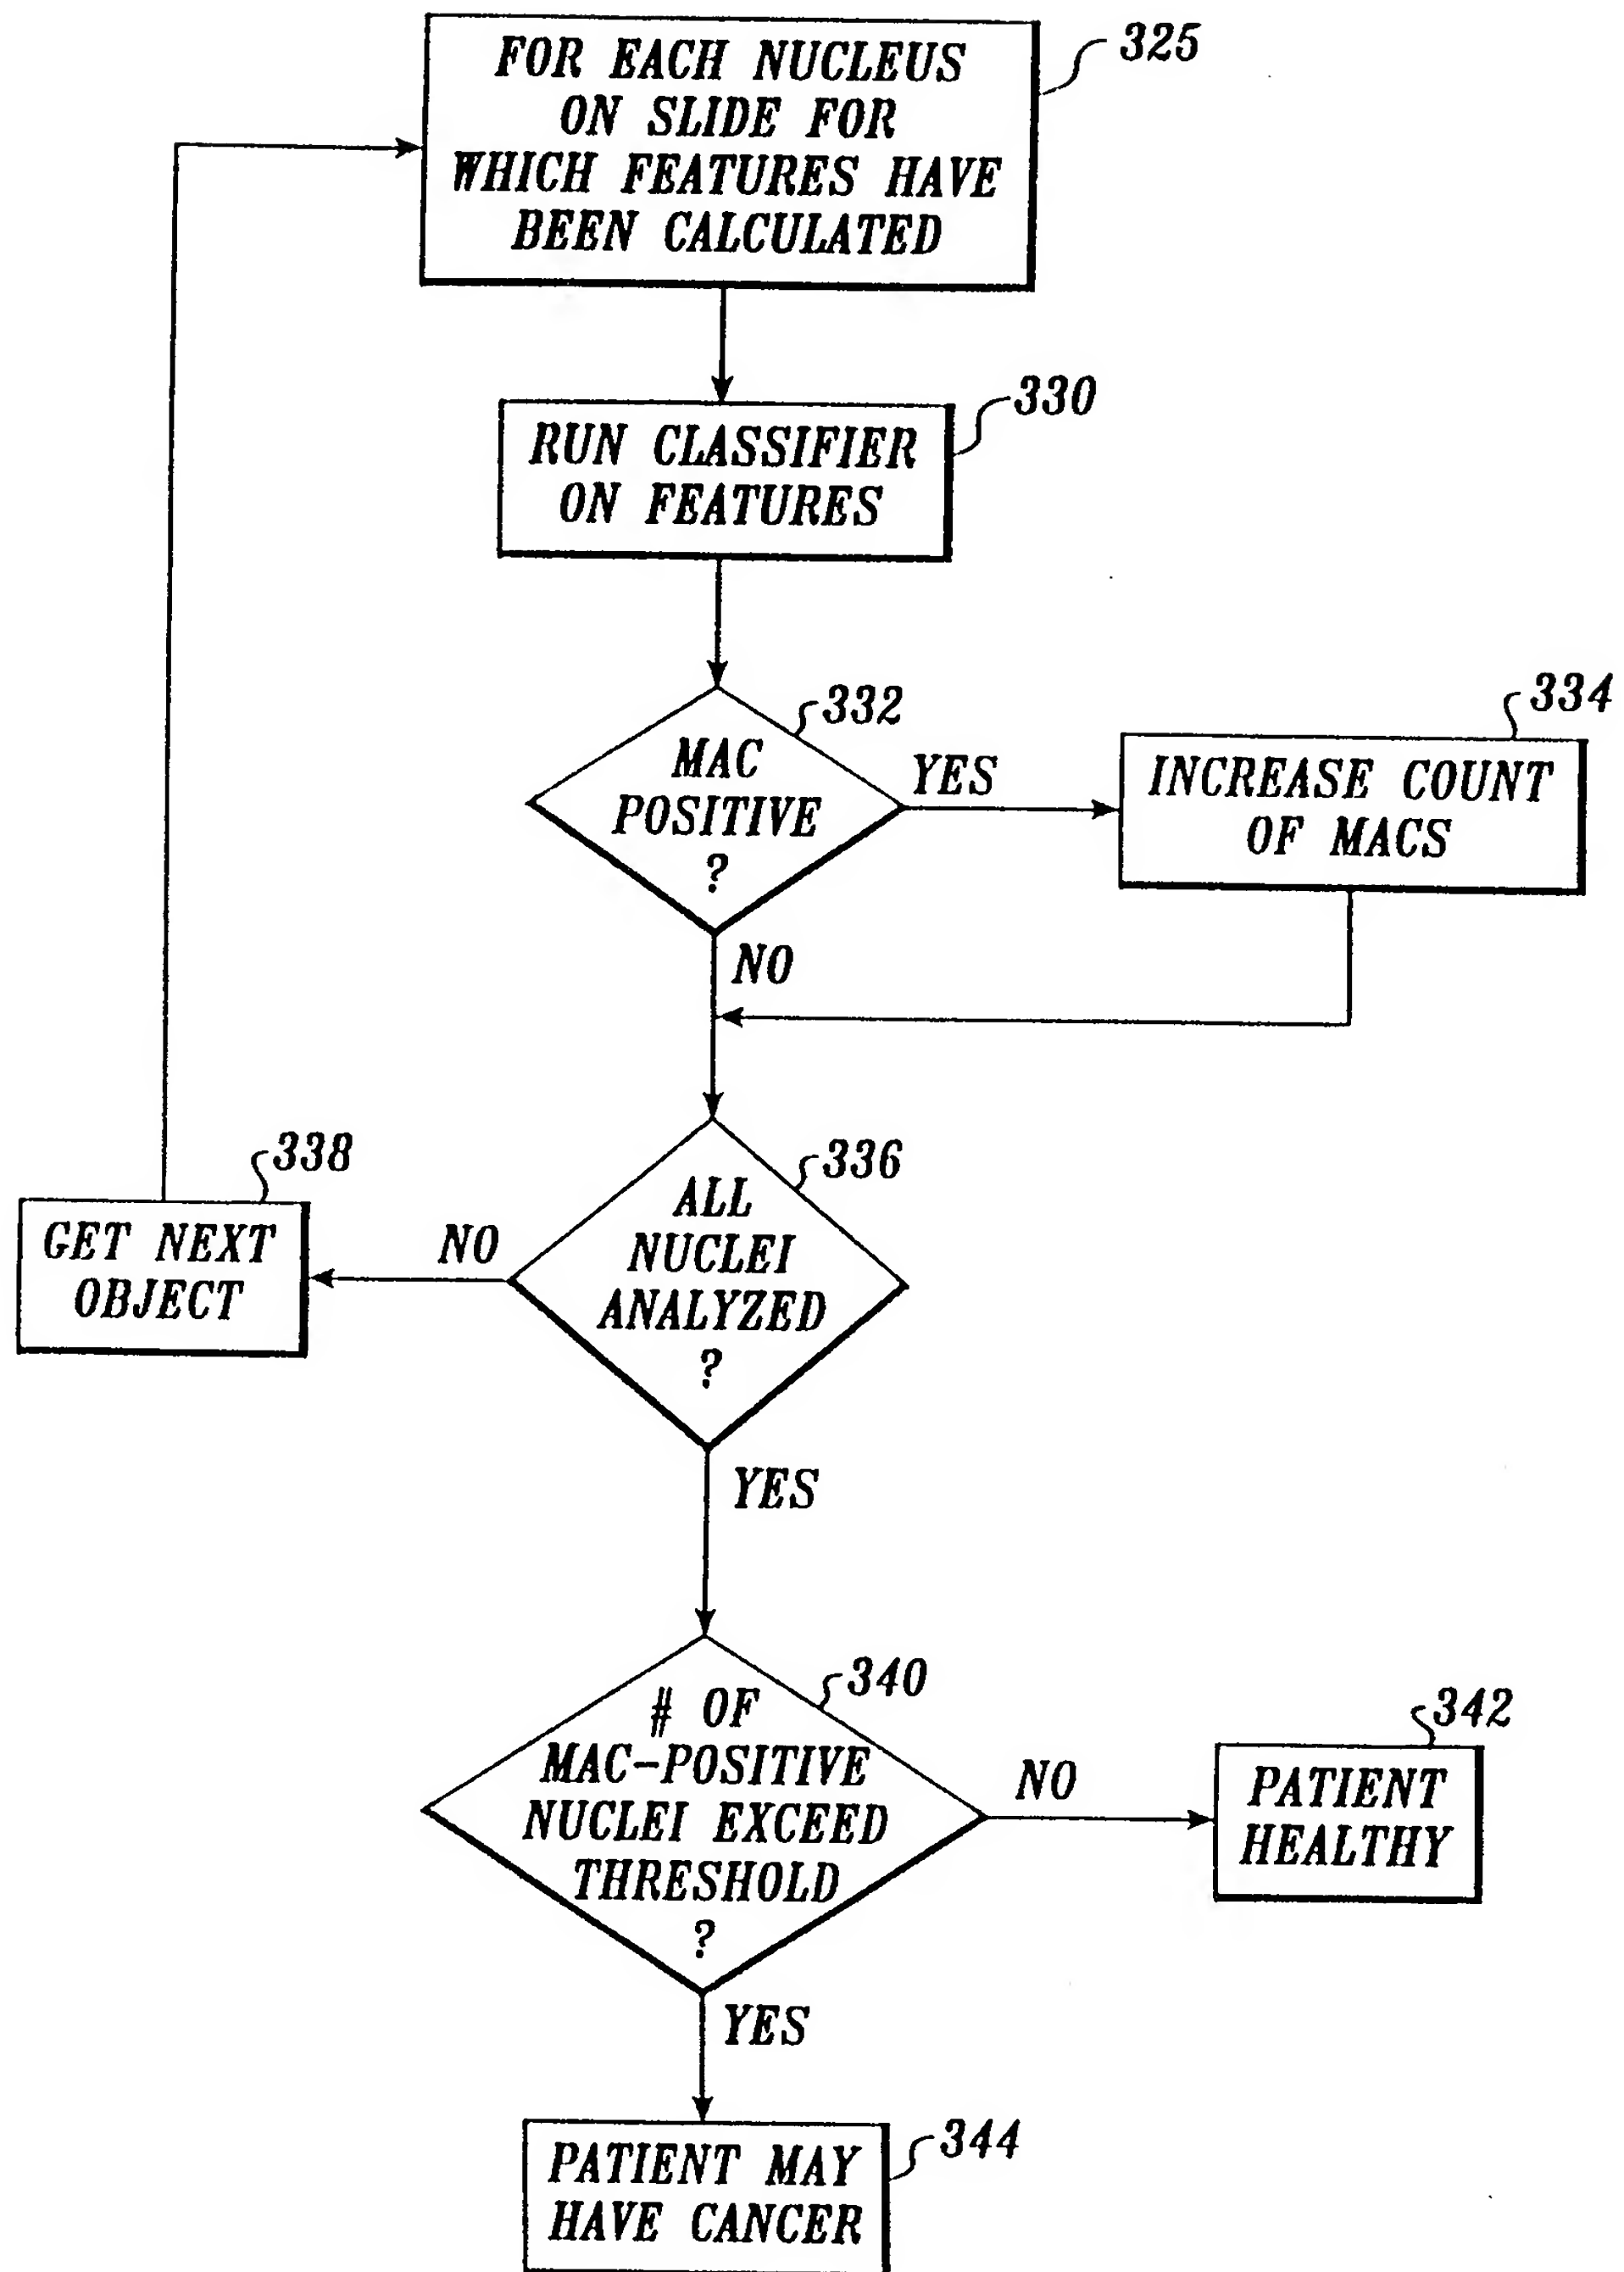 FOR EACH NUCLEUS
ON SLIDE FOR
WHICH FEATURES HAVE
BEEN CALCULATED
325
RUN CLASSIFIER
ON FEATURES
330
MAC
POSITIVE
?
332
YES
INCREASE COUNT
OF MACS
334
NO
ALL
NUCLEI
ANALYZED
?
336
NO
GET NEXT
OBJECT
338
YES
# OF
MAC-POSITIVE
NUCLEI EXCEED
THRESHOLD
?
340
NO
PATIENT
HEALTHY
342
YES
PATIENT MAY
HAVE CANCER
344